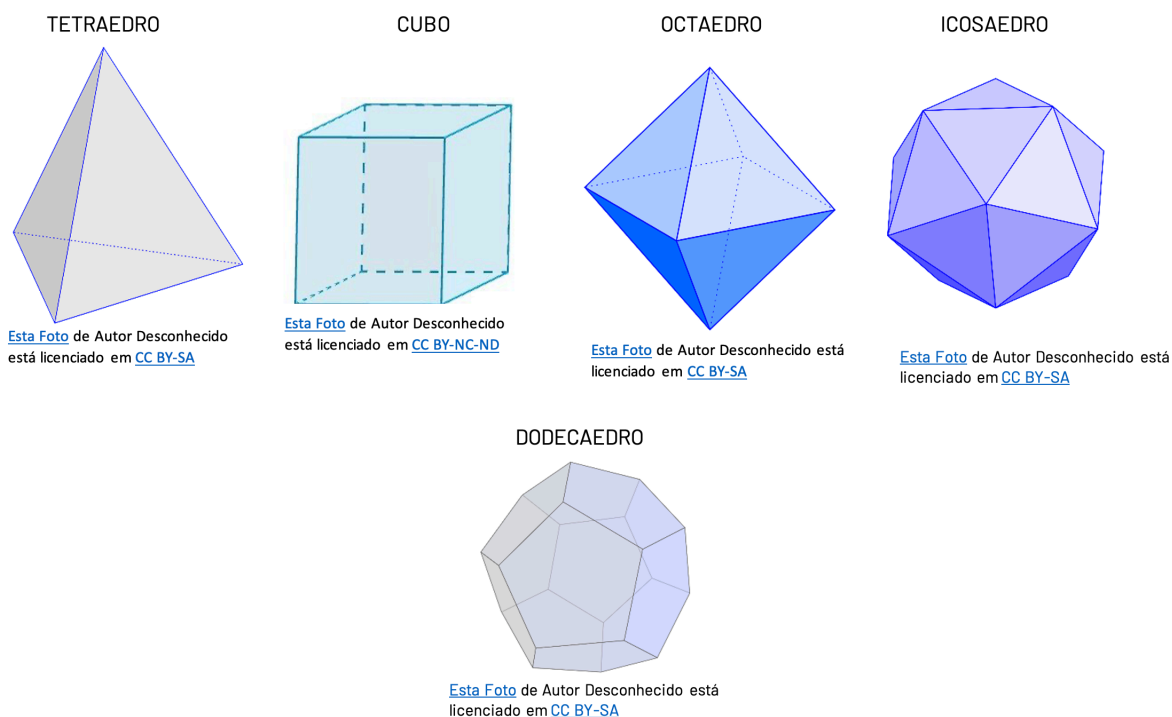 TETRAEDRO
CUBO
OCTAEDRO
ICOSAEDRO
Esta Foto de Autor Desconhecido
está licenciado em CC BY-SA
Esta Foto de Autor Desconhecido
está licenciado em CC BY-NC-ND
Esta Foto de Autor Desconhecido está
licenciado em CC BY-SA
Esta Foto de Autor Desconhecido está
licenciado em CC BY-SA
DODECAEDRO
Esta Foto de Autor Desconhecido está
licenciado em CC BY-SA